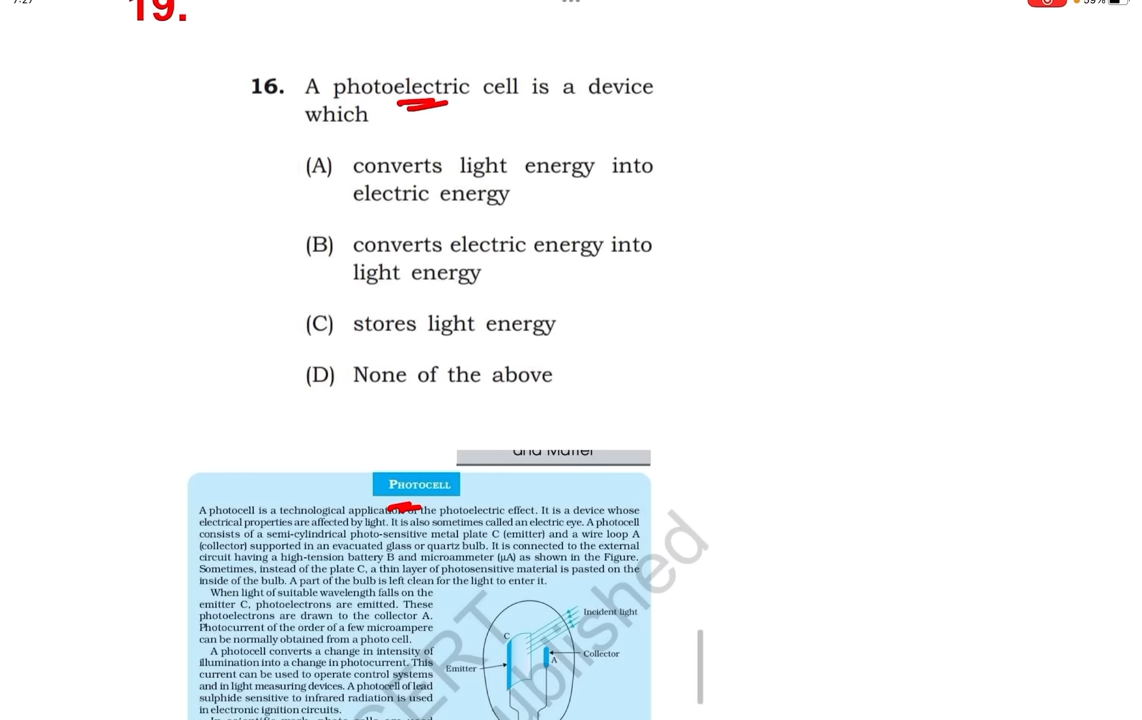 19.
16. A photoelectric cell is a device
which
(A) converts light energy into
electric energy
(B) converts electric energy into
light energy
(C) stores light energy
(D) None of the above
and Matter
PHOTOCELL
A photocell is a technological application of the photoelectric effect. It is a device whose
electrical properties are affected by light. It is also sometimes called an electric eye. A photocell
consists of a semi-cylindrical photo-sensitive metal plate C (emitter) and a wire loop A
(collector) supported in an evacuated glass or quartz bulb. It is connected to the external
circuit having a high-tension battery B and microammeter (µA) as shown in the Figure.
Sometimes, instead of the plate C, a thin layer of photosensitive material is pasted on the
inside of the bulb. A part of the bulb is left clean for the light to enter it.
When light of suitable wavelength falls on the
emitter C, photoelectrons are emitted. These
photoelectrons are drawn to the collector A.
Photocurrent of the order of a few microampere
can be normally obtained from a photo cell.
A photocell converts a change in intensity of
illumination into a change in photocurrent. This
current can be used to operate control systems
and in light measuring devices. A photocell of lead
sulphide sensitive to infrared radiation is used
in electronic ignition circuits.
Incident light
C
Collector
A
Emitter